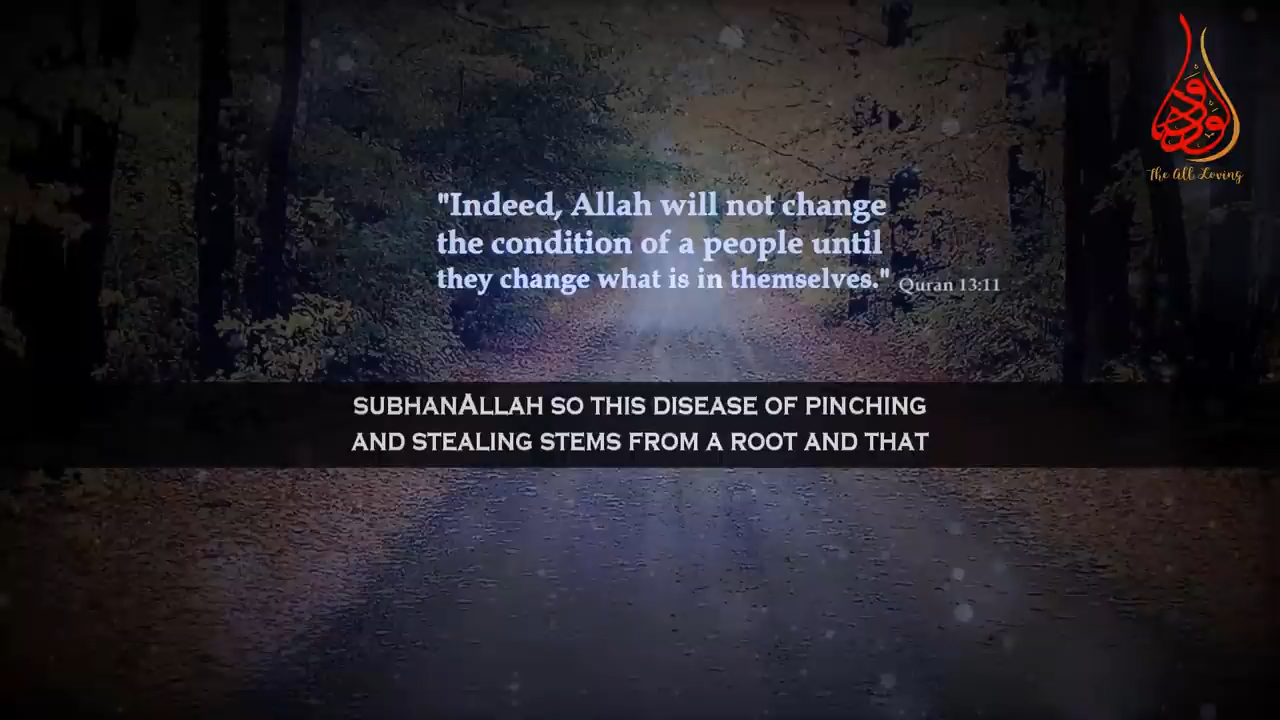 "Indeed, Allah will not change
the condition of a people until
they change what is in themselves." Quran 13:11
SUBHANALLAH SO THIS DISEASE OF PINCHING
AND STEALING STEMS FROM A ROOT AND THAT
الودود
The All Loving